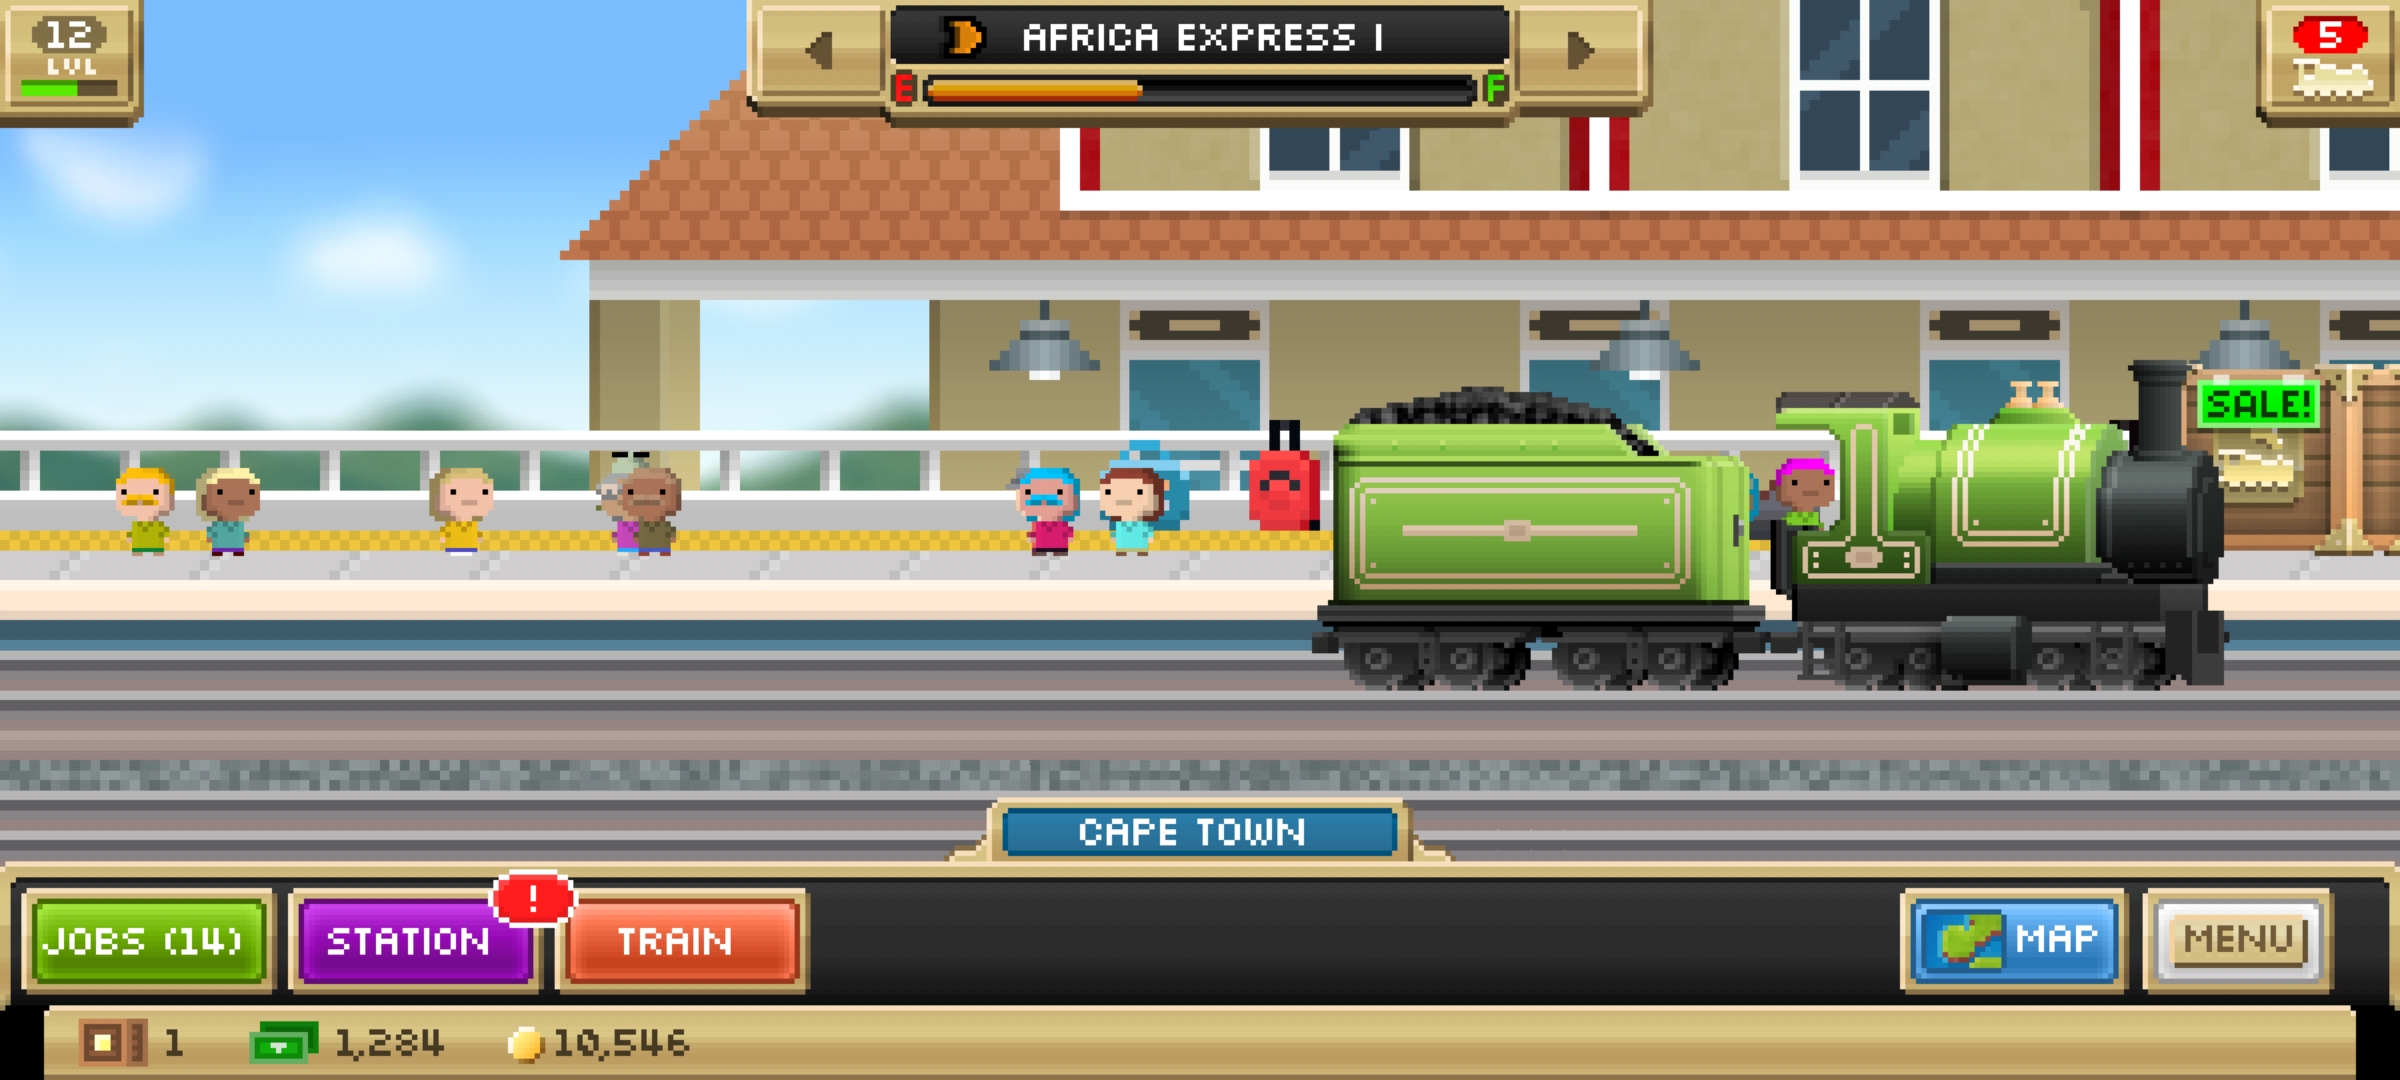 12
LVL
AFRICA EXPRESS I
E F
5
SALE!
CAPE TOWN
JOBS (14)
STATION
!
TRAIN
MAP
MENU
1
1,284
10,546